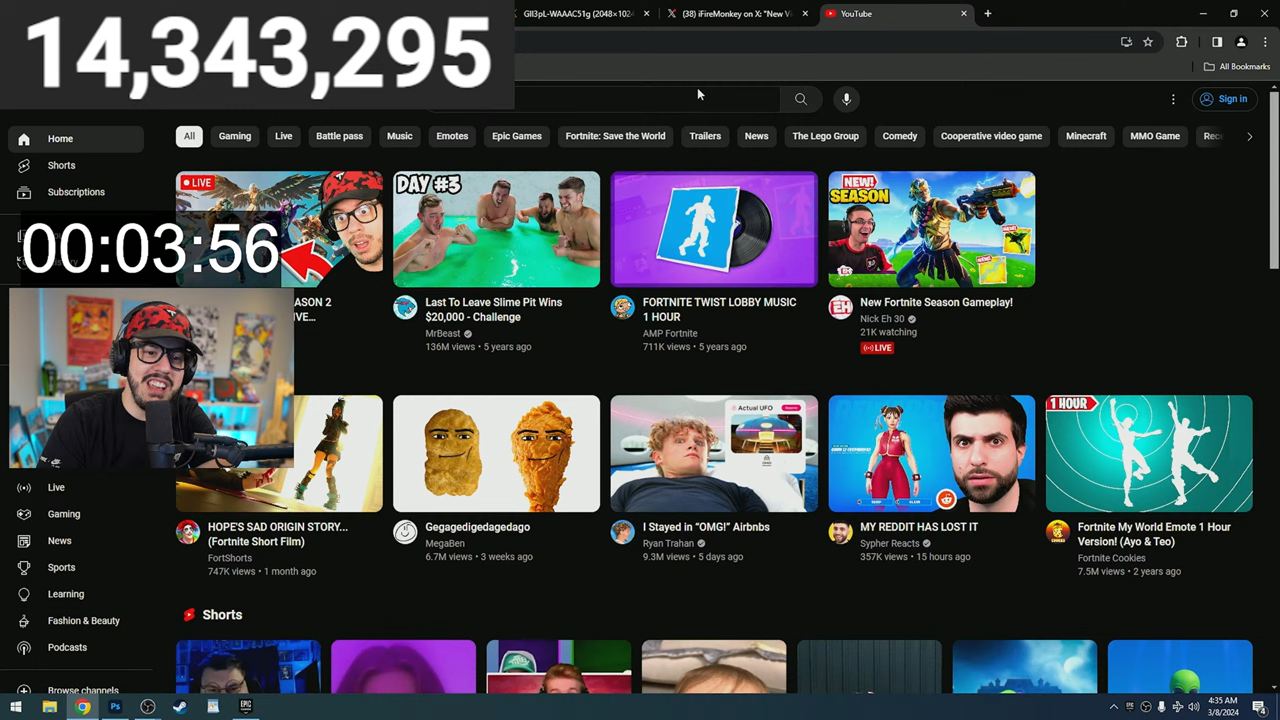 14,343,295
GII3pL-WAAAC51g (2048×102
(38) iFireMonkey on X: "New Vi
YouTube
All Bookmarks
Sign in
Home
Shorts
Subscriptions
All
Gaming
Live
Battle pass
Music
Emotes
Epic Games
Fortnite: Save the World
Trailers
News
The Lego Group
Comedy
Cooperative video game
Minecraft
MMO Game
Rec
LIVE
DAY #3
NEW!
SEASON
00:03:56
ASON 2
IVE...
Last To Leave Slime Pit Wins
$20,000 - Challenge
MrBeast
136M views • 5 years ago
FORTNITE TWIST LOBBY MUSIC
1 HOUR
AMP Fortnite
711K views • 5 years ago
EH
New Fortnite Season Gameplay!
Nick Eh 30
21K watching
LIVE
Actual UFO
1 HOUR
HOPE'S SAD ORIGIN STORY...
(Fortnite Short Film)
FortShorts
747K views • 1 month ago
Gegagedigedagedago
MegaBen
6.7M views • 3 weeks ago
I Stayed in "OMG!" Airbnbs
Ryan Trahan
9.3M views • 5 days ago
MY REDDIT HAS LOST IT
Sypher Reacts
357K views • 15 hours ago
Fortnite My World Emote 1 Hour
Version! (Ayo & Teo)
Fortnite Cookies
7.5M views • 2 years ago
Live
Gaming
News
Sports
Learning
Fashion & Beauty
Podcasts
Browse channels
Shorts
Ps
EPIC
4:35 AM
3/8/2024